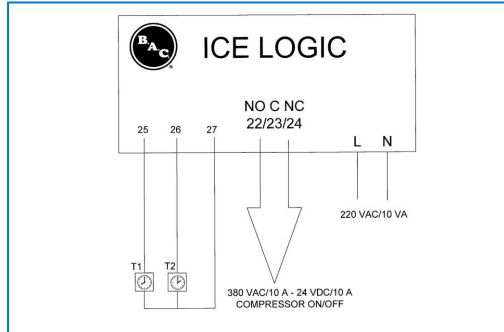 B.A.C.
®
ICE LOGIC
NO C NC
22/23/24
25 26 27
L N
220 VAC/10 VA
T1 T2
380 VAC/10 A - 24 VDC/10 A
COMPRESSOR ON/OFF